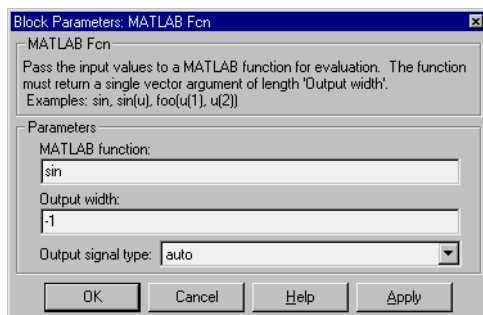 Block Parameters: MATLAB Fcn
MATLAB Fcn
Pass the input values to a MATLAB function for evaluation. The function
must return a single vector argument of length 'Output width'.
Examples: sin, sin(u), foo(u(1), u(2))
Parameters
MATLAB function:
sin
Output width:
-1
Output signal type: auto
OK Cancel Help Apply